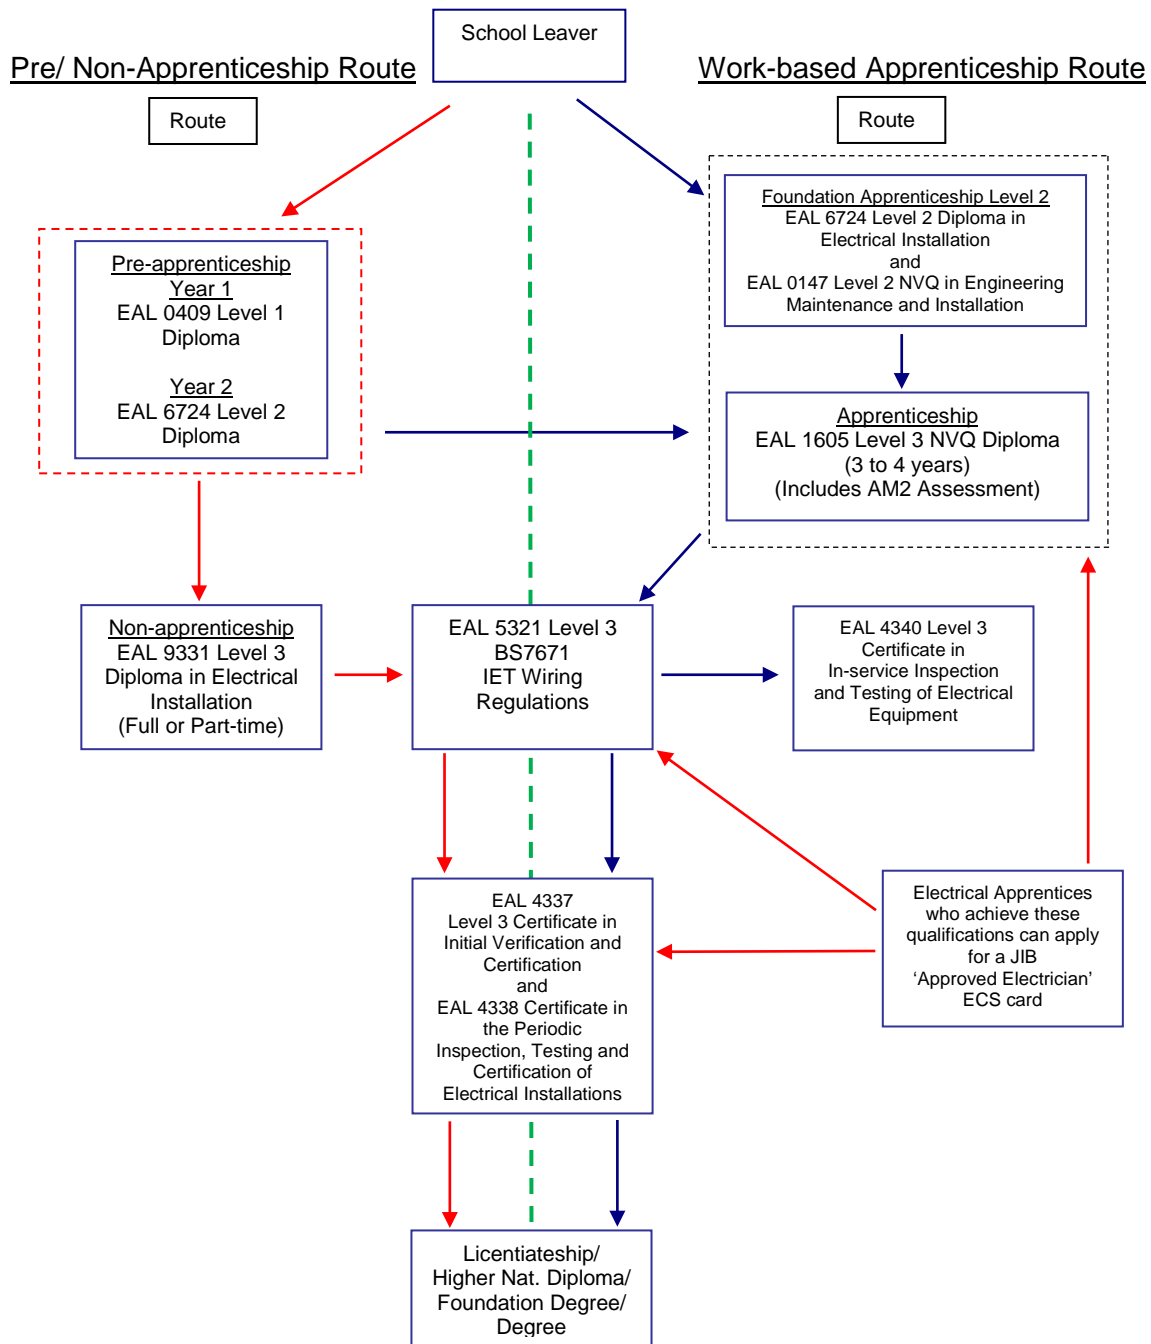 School Leaver
Pre/ Non-Apprenticeship Route
Work-based Apprenticeship Route
Route
Route
Foundation Apprenticeship Level 2
EAL 6724 Level 2 Diploma in
Electrical Installation
and
EAL 0147 Level 2 NVQ in Engineering
Maintenance and Installation
Pre-apprenticeship
Year 1
EAL 0409 Level 1
Diploma
Year 2
EAL 6724 Level 2
Diploma
Apprenticeship
EAL 1605 Level 3 NVQ Diploma
(3 to 4 years)
(Includes AM2 Assessment)
Non-apprenticeship
EAL 9331 Level 3
Diploma in Electrical
Installation
(Full or Part-time)
EAL 5321 Level 3
BS7671
IET Wiring
Regulations
EAL 4340 Level 3
Certificate in
In-service Inspection
and Testing of Electrical
Equipment
EAL 4337
Level 3 Certificate in
Initial Verification and
Certification
and
EAL 4338 Certificate in
the Periodic
Inspection, Testing and
Certification of
Electrical Installations
Electrical Apprentices
who achieve these
qualifications can apply
for a JIB
‘Approved Electrician’
ECS card
Licentiateship/
Higher Nat. Diploma/
Foundation Degree/
Degree